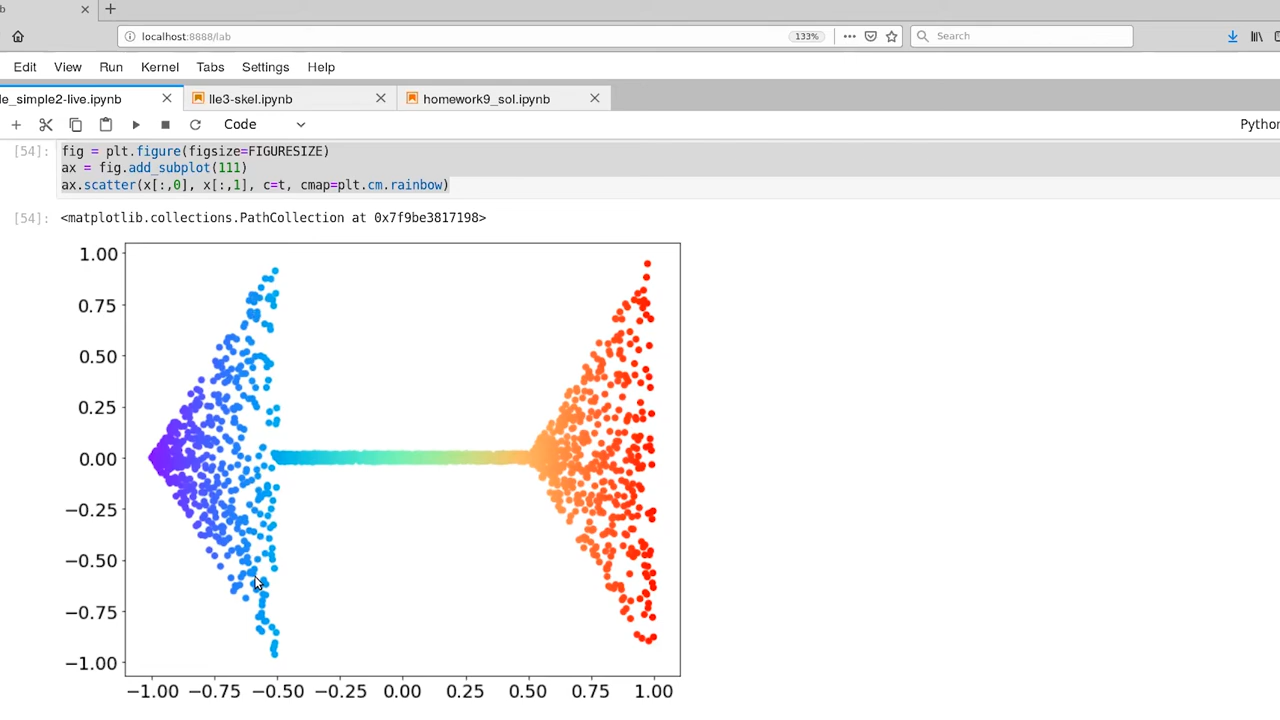 b
localhost:8888/lab
133%
Search
Edit View Run Kernel Tabs Settings Help
le_simple2-live.ipynb
lle3-skel.ipynb
homework9_sol.ipynb
Code
Python
[54]: fig = plt.figure(figsize=FIGURESIZE)
ax = fig.add_subplot(111)
ax.scatter(x[:,0], x[:,1], c=t, cmap=plt.cm.rainbow)
[54]: <matplotlib.collections.PathCollection at 0x7f9be3817198>
1.00
0.75
0.50
0.25
0.00
−0.25
−0.50
−0.75
−1.00
−1.00 −0.75 −0.50 −0.25 0.00 0.25 0.50 0.75 1.00